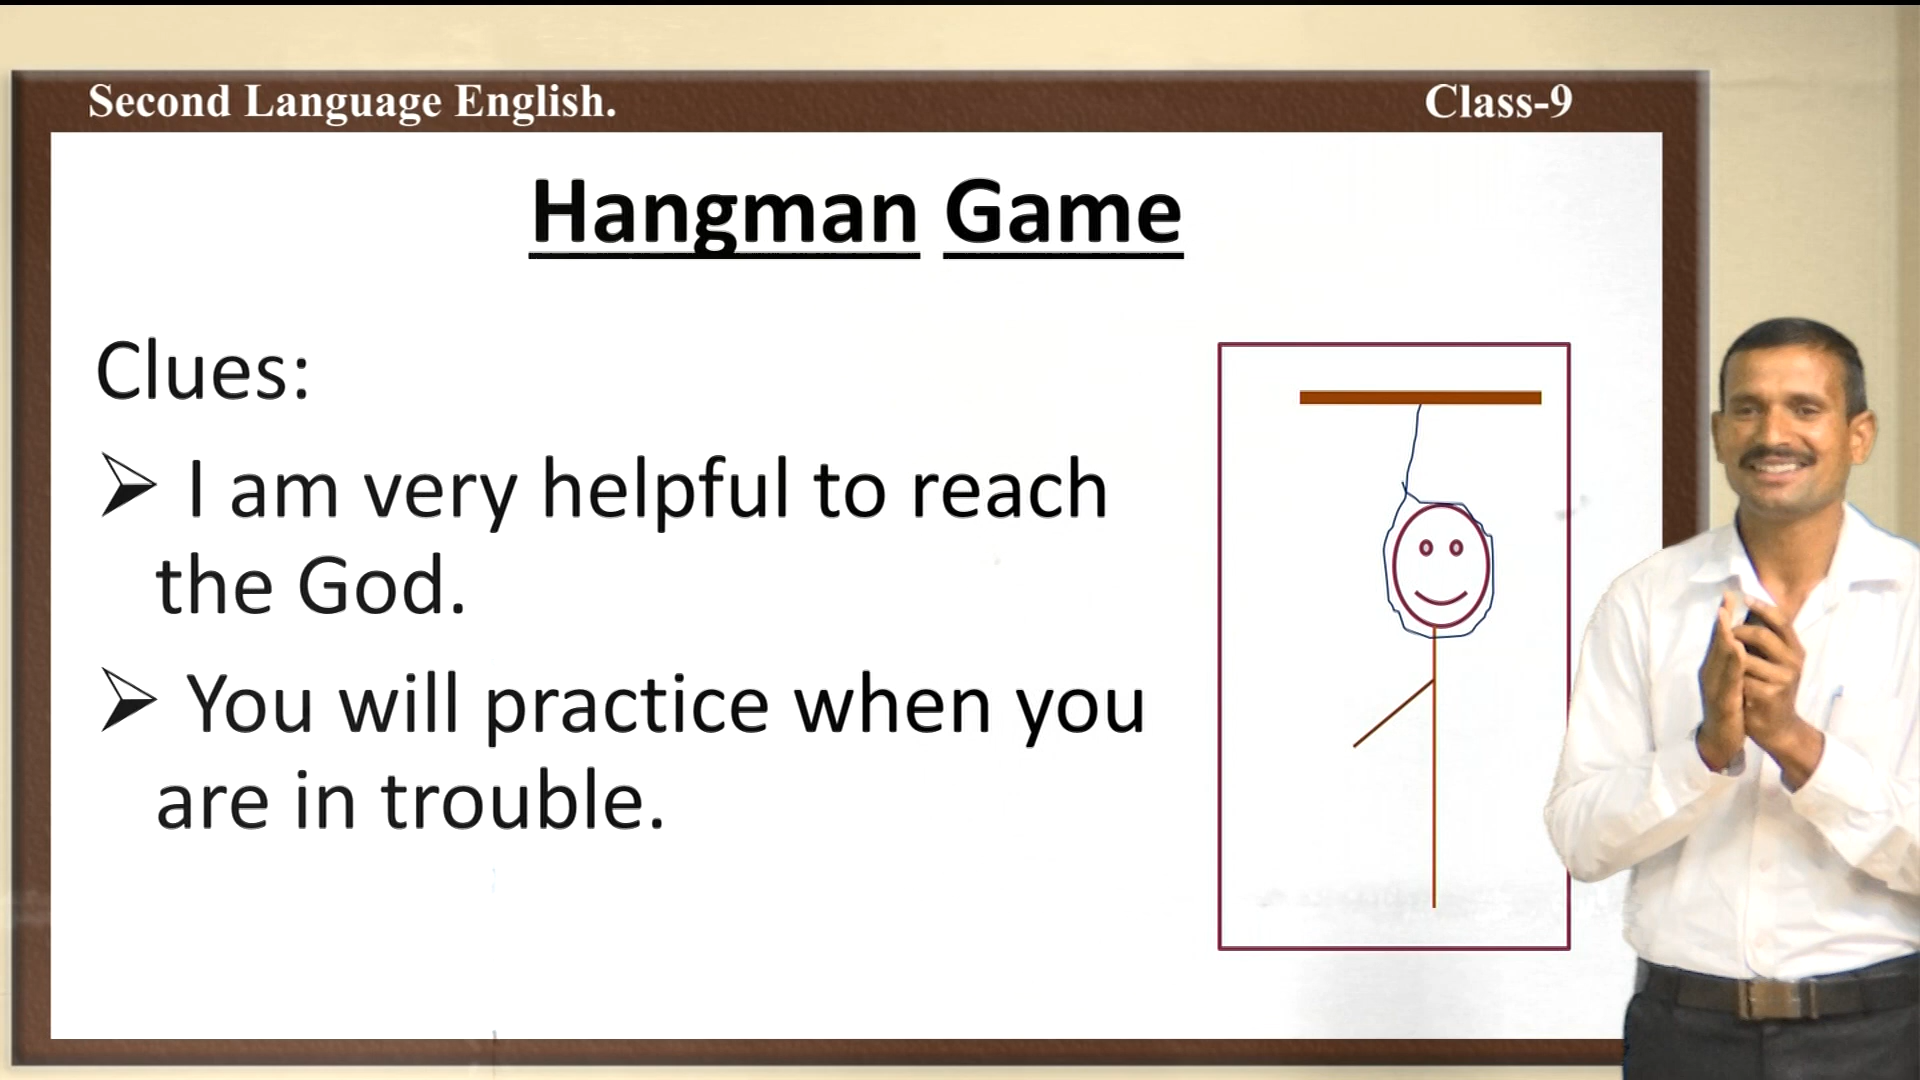 Second Language English.
Class-9
Hangman Game
Clues:
➢ I am very helpful to reach
the God.
➢ You will practice when you
are in trouble.